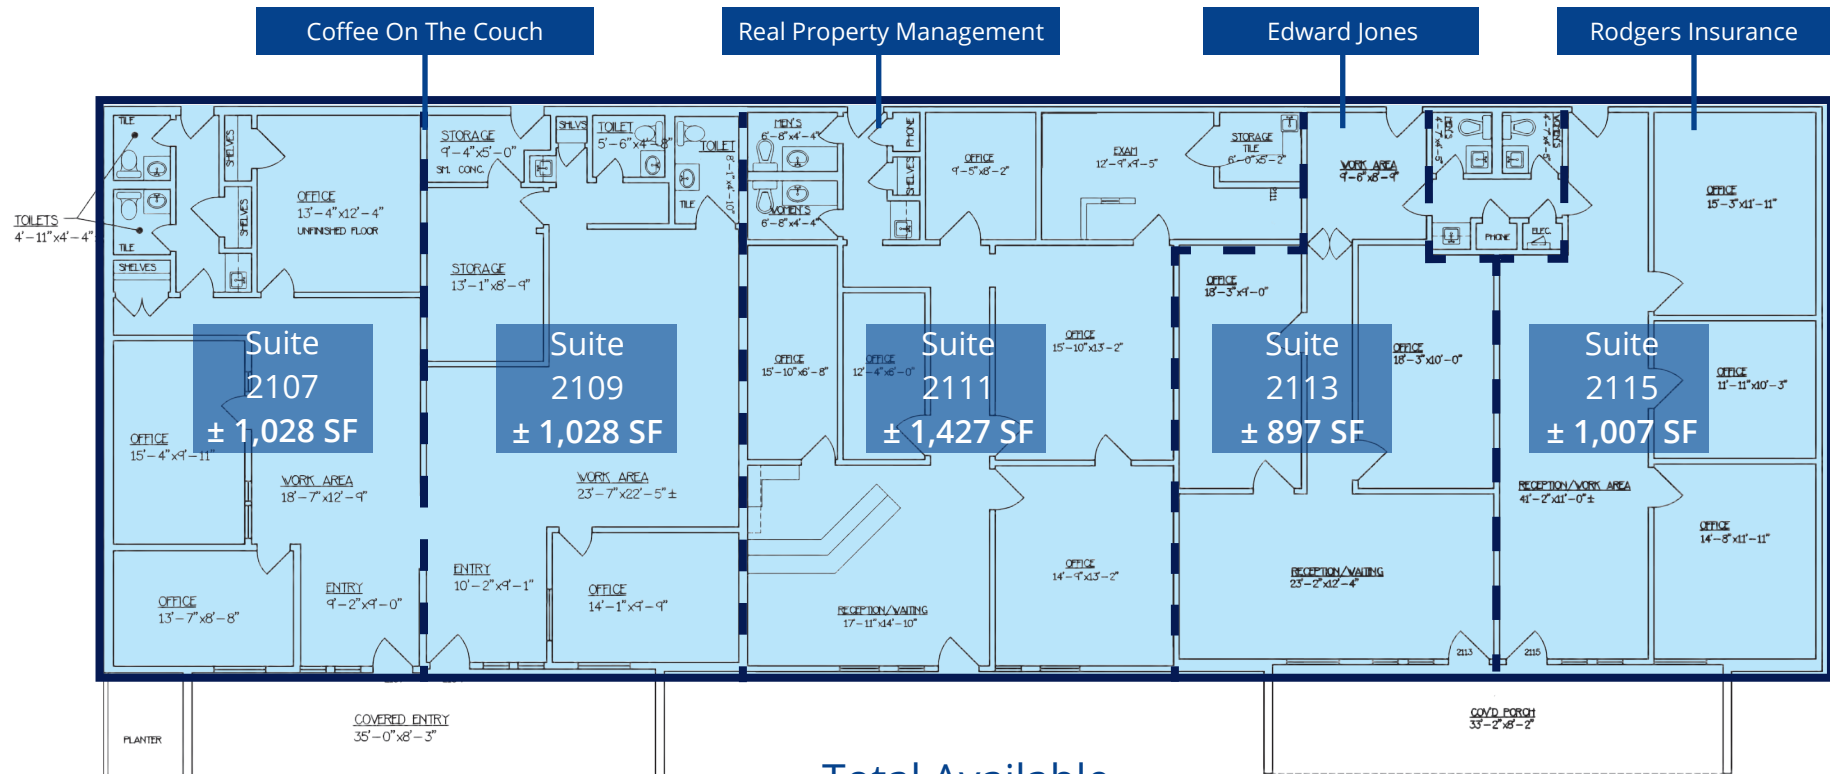 Coffee On The Couch
Real Property Management
Edward Jones
Rodgers Insurance
TILE
SHELVES
OFFICE
13'-4"x12'-4"
UNFINISHED FLOOR
TOILETS
4'-11"x4'-4"
TILE
SHELVES
SHELVES
STORAGE
9'-4"x5'-0"
SM. CONC.
SHLVS
TOILET
5'-6"x4'-8"
TOILET
8'-1"x4'-10"
TILE
STORAGE
13'-1"x8'-9"
MEN'S
6'-8"x4'-4"
WOMEN'S
6'-8"x4'-4"
PHONE
SHELVES
OFFICE
9'-5"x8'-2"
EXAM
12'-9"x9'-5"
STORAGE
TILE
6'-0"x5'-2"
2111
WORK AREA
9'-6"x8'-9"
PHONE
ELEC.
OFFICE
15'-3"x11'-11"
OFFICE
18'-3"x9'-0"
Suite
2107
± 1,028 SF
Suite
2109
± 1,028 SF
Suite
2111
± 1,427 SF
Suite
2113
± 897 SF
Suite
2115
± 1,007 SF
OFFICE
15'-4"x9'-11"
WORK AREA
18'-7"x12'-9"
WORK AREA
23'-7"x22'-5"±
OFFICE
15'-10"x6'-8"
OFFICE
12'-4"x6'-0"
OFFICE
15'-10"x13'-2"
OFFICE
18'-3"x10'-0"
OFFICE
11'-11"x10'-3"
RECEPTION/WORK AREA
41'-2"x11'-0"±
OFFICE
14'-8"x11'-11"
OFFICE
13'-7"x8'-8"
ENTRY
9'-2"x9'-0"
ENTRY
10'-2"x9'-1"
OFFICE
14'-1"x9'-9"
RECEPTION/WAITING
17'-11"x14'-10"
OFFICE
14'-9"x13'-2"
RECEPTION/WAITING
23'-2"x12'-4"
2113
2115
PLANTER
COVERED ENTRY
35'-0"x8'-3"
COV'D PORCH
33'-2"x8'-2"
Total Available